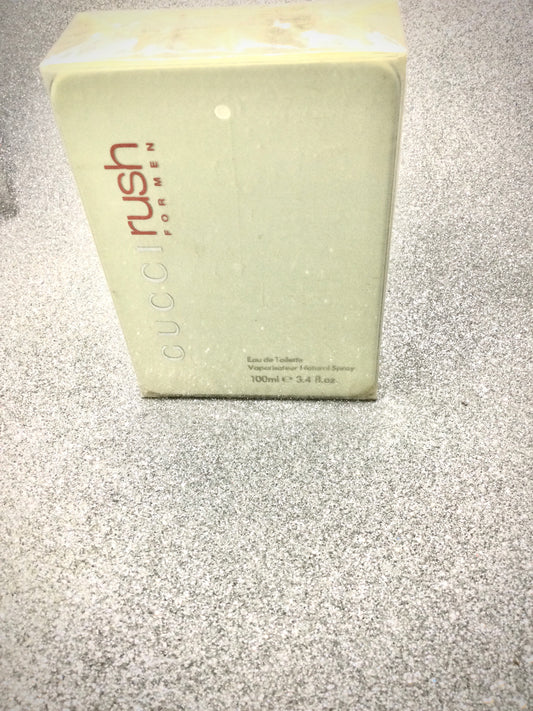 GUCCI rush
FOR MEN
Eau de Toilette
Vaporisateur Natural Spray
100ml ℮ 3.4 fl.oz.